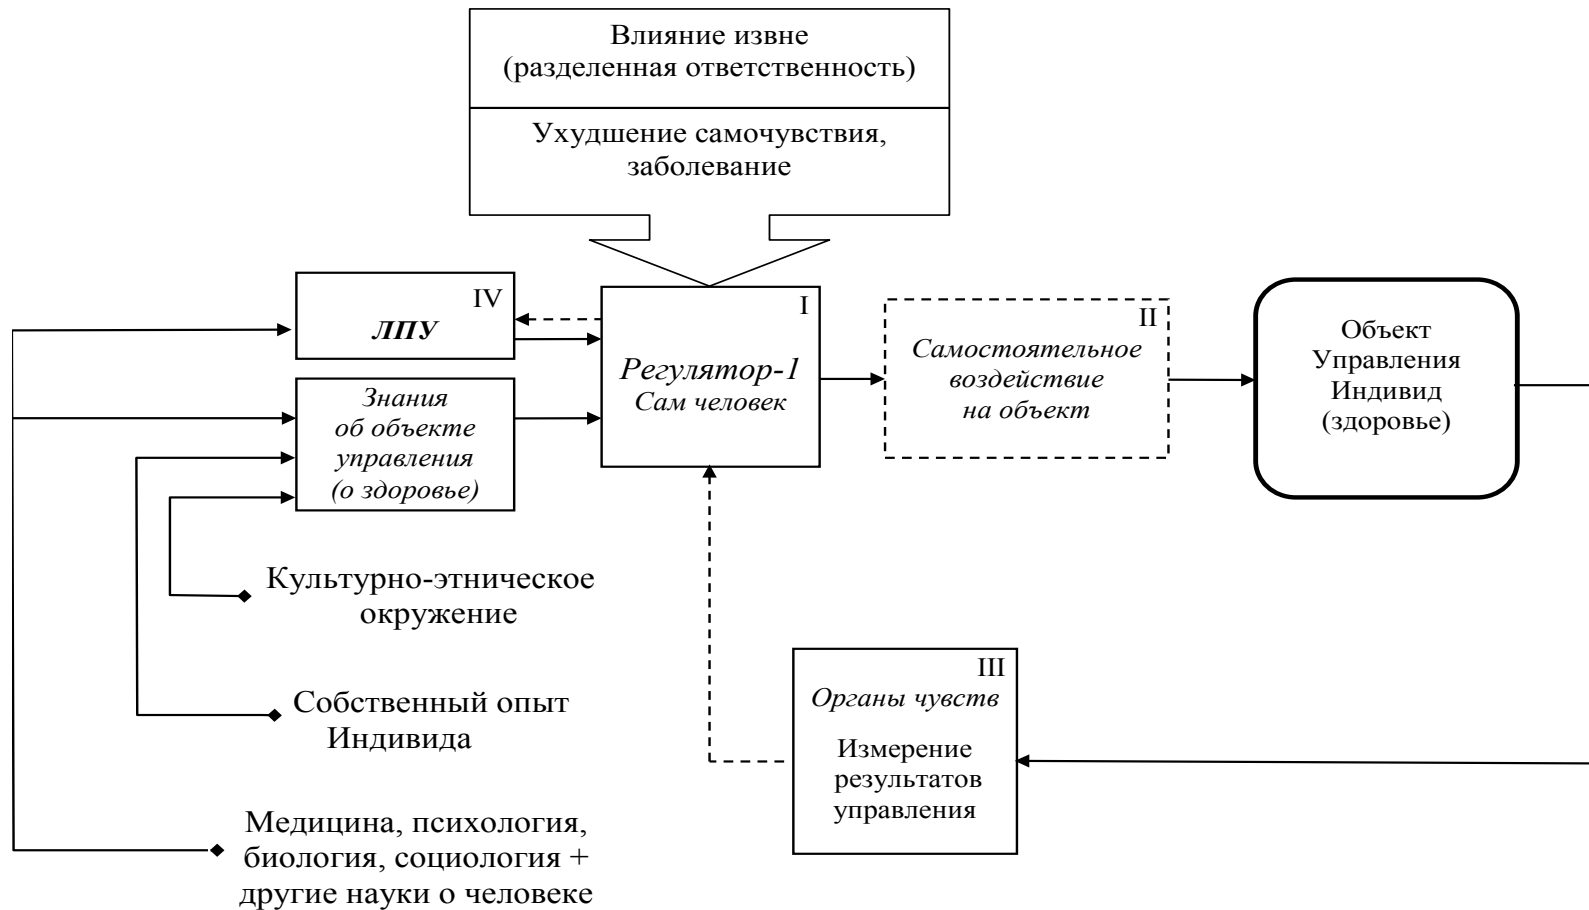 Влияние извне
(разделенная ответственность)
Ухудшение самочувствия,
заболевание
IV
ЛПУ
Знания
об объекте
управления
(о здоровье)
I
Регулятор-1
Сам человек
II
Самостоятельное
воздействие
на объект
Объект
Управления
Индивид
(здоровье)
Культурно-этническое
окружение
Собственный опыт
Индивида
Медицина, психология,
биология, социология +
другие науки о человеке
III
Органы чувств
Измерение
результатов
управления